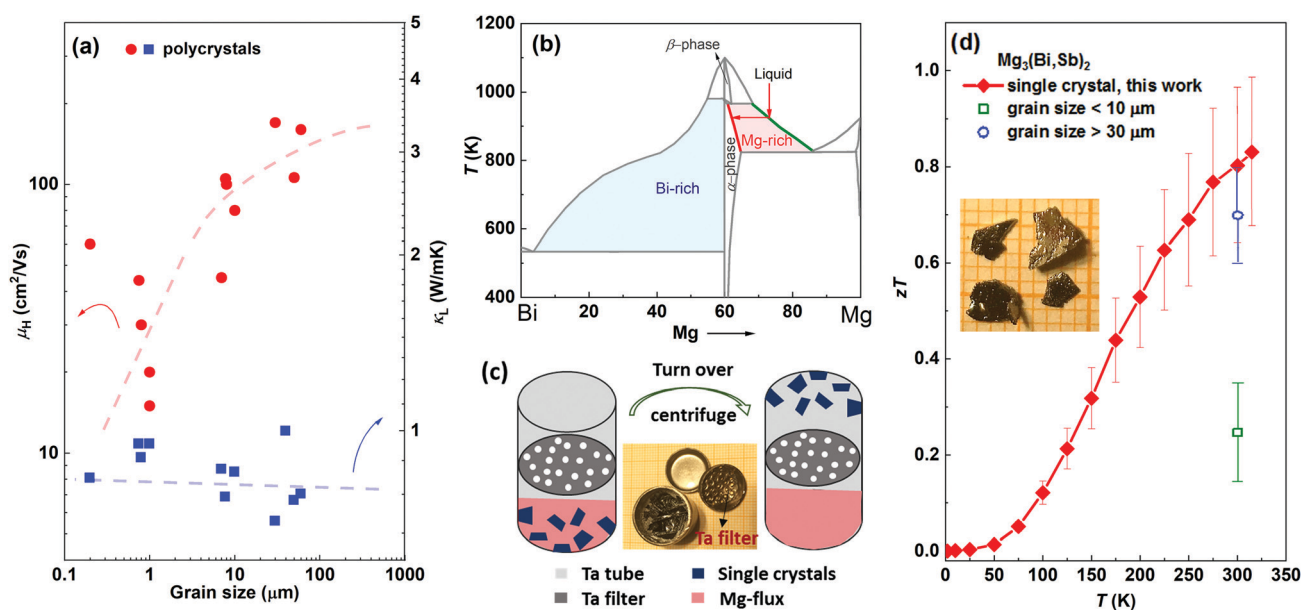 (a)
polycrystals
100
10
μH (cm2/Vs)
5
4
3
2
1
κL (W/mK)
0.1 1 10 100 1000
Grain size (μm)
(b)
1200
1000
800
600
400
T (K)
β−phase
Liquid
Mg-rich
α−phase
Bi-rich
Bi 20 40 60 80 Mg
Mg
(c)
Turn over
centrifuge
Ta filter
Ta tube
Single crystals
Ta filter
Mg-flux
(d)
Mg3(Bi,Sb)2
single crystal, this work
grain size < 10 μm
grain size > 30 μm
1.0
0.8
0.6
0.4
0.2
0.0
zT
0 50 100 150 200 250 300 350
T (K)